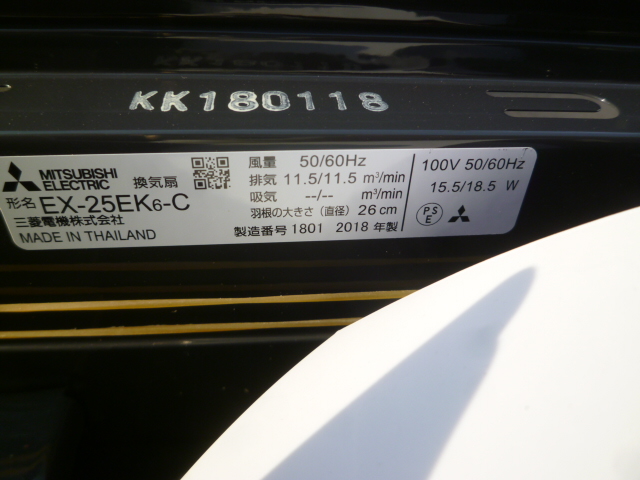 KK180118
MITSUBISHI
ELECTRIC 換気扇
形名 EX-25EK6-C
三菱電機株式会社
MADE IN THAILAND
風量 50/60Hz
排気 11.5/11.5 m³/min
吸気 --/-- m³/min
羽根の大きさ (直径) 26 cm
製造番号 1801 2018 年製
100V 50/60Hz
15.5/18.5 W
PSE